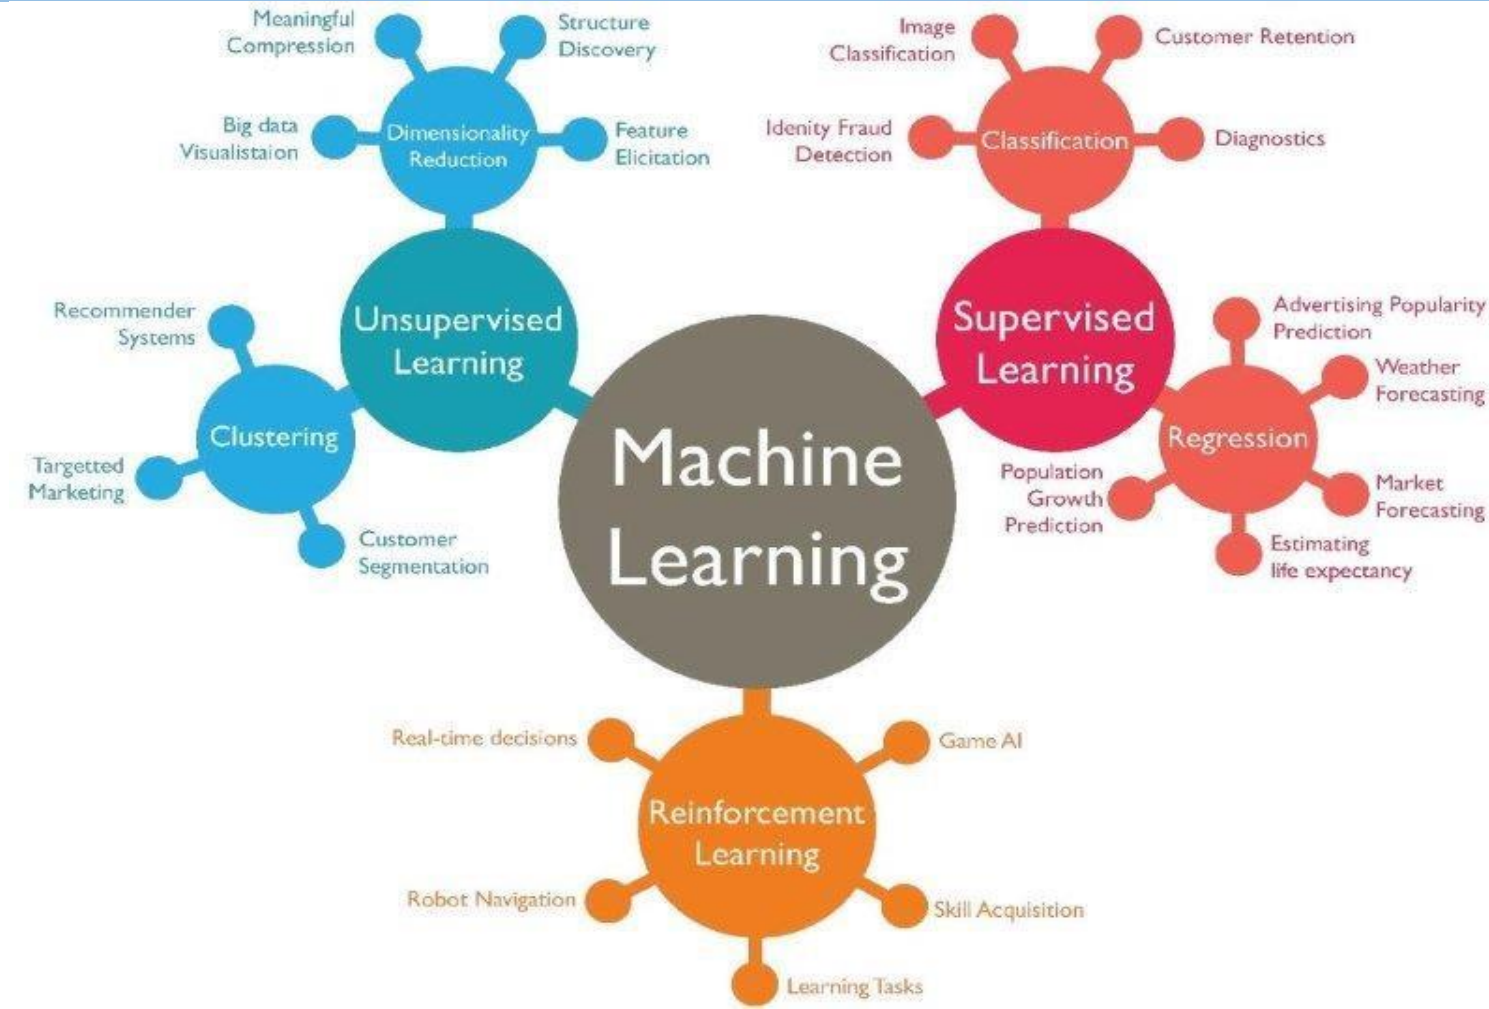 Meaningful
Compression
Structure
Discovery
Big data
Visualistaion
Dimensionality
Reduction
Feature
Elicitation
Image
Classification
Customer Retention
Idenity Fraud
Detection
Classification
Diagnostics
Unsupervised
Learning
Recommender
Systems
Clustering
Targetted
Marketing
Customer
Segmentation
Supervised
Learning
Advertising Popularity
Prediction
Weather
Forecasting
Regression
Population
Growth
Prediction
Market
Forecasting
Estimating
life expectancy
Machine
Learning
Real-time decisions
Game AI
Reinforcement
Learning
Robot Navigation
Skill Acquisition
Learning Tasks